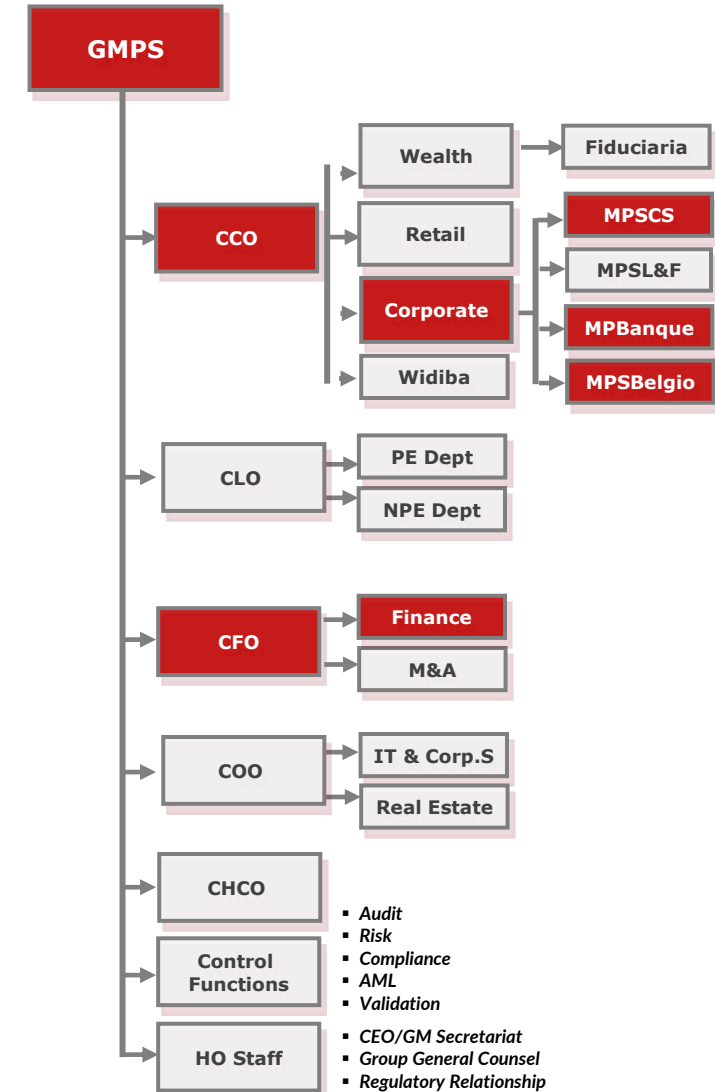 GMPS
Wealth
Fiduciaria
CCO
Retail
MPSCS
MPSL&F
Corporate
MPBanque
Widiba
MPSBelgio
CLO
PE Dept
NPE Dept
CFO
Finance
M&A
COO
IT & Corp.S
Real Estate
CHCO
Control
Functions
▪ Audit
▪ Risk
▪ Compliance
▪ AML
▪ Validation
HO Staff
▪ CEO/GM Secretariat
▪ Group General Counsel
▪ Regulatory Relationship